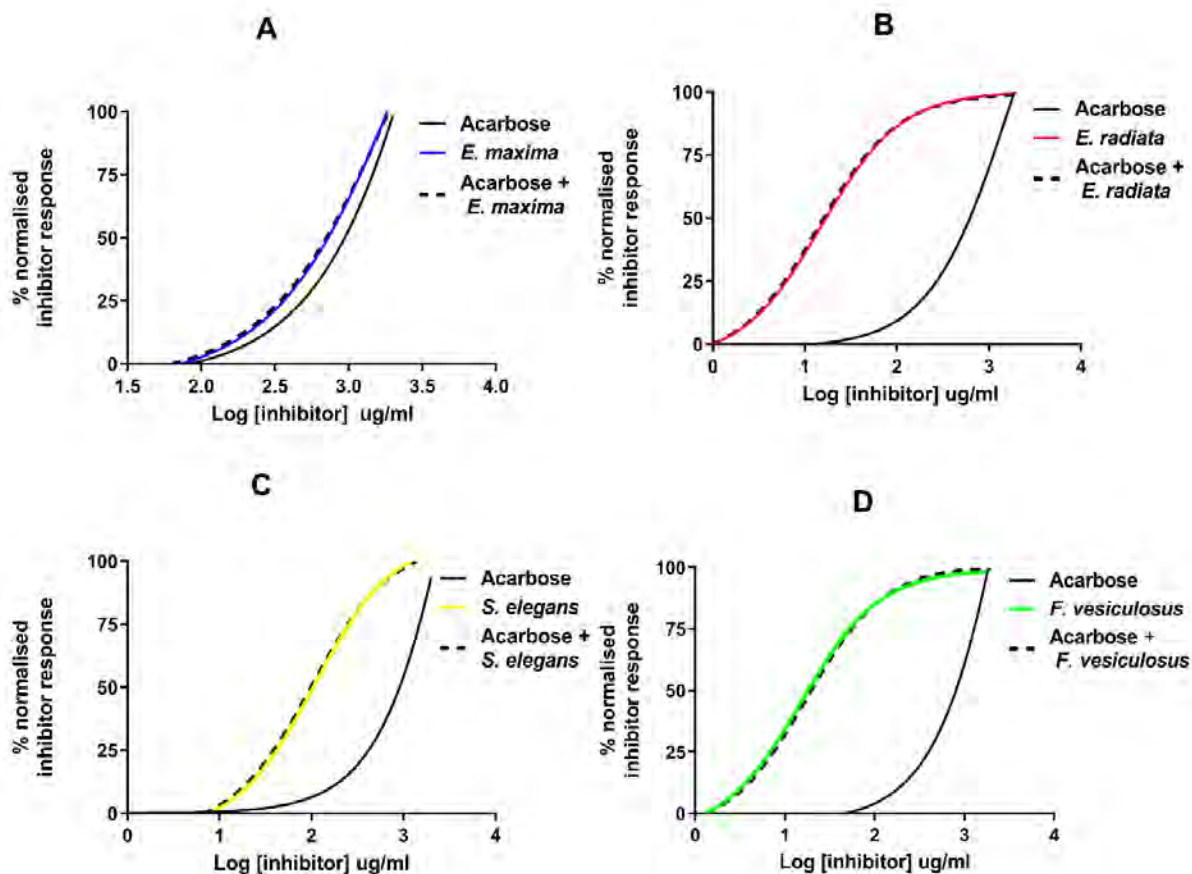 A
% normalised
inhibitor response
100
75
50
25
0
1.5 2.0 2.5 3.0 3.5 4.0
Log [inhibitor] ug/ml
Acarbose
E. maxima
Acarbose +
E. maxima
B
% normalised
inhibitor response
100
75
50
25
0
0 1 2 3 4
Log [inhibitor] ug/ml
Acarbose
E. radiata
Acarbose +
E. radiata
C
% normalised
inhibitor response
100
75
50
25
0
0 1 2 3 4
Log [inhibitor] ug/ml
Acarbose
S. elegans
Acarbose +
S. elegans
D
% normalised
inhibitor response
100
75
50
25
0
0 1 2 3 4
Log [inhibitor] ug/ml
Acarbose
F. vesiculosus
Acarbose +
F. vesiculosus